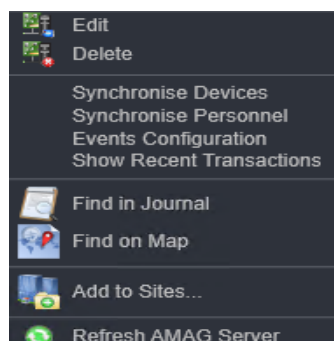 Edit
Delete
Synchronise Devices
Synchronise Personnel
Events Configuration
Show Recent Transactions
Find in Journal
Find on Map
Add to Sites...
Refresh AMAG Server